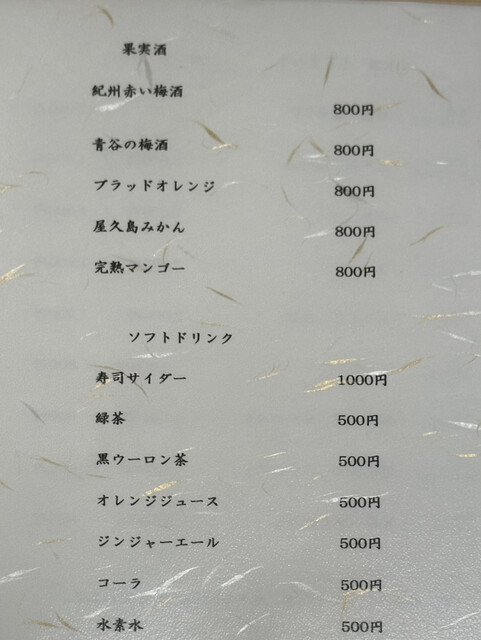 果実酒
紀州赤い梅酒 800円
青谷の梅酒 800円
ブラッドオレンジ 800円
屋久島みかん 800円
完熟マンゴー 800円
ソフトドリンク
寿司サイダー 1000円
緑茶 500円
黒ウーロン茶 500円
オレンジジュース 500円
ジンジャーエール 500円
コーラ 500円
水素水 500円